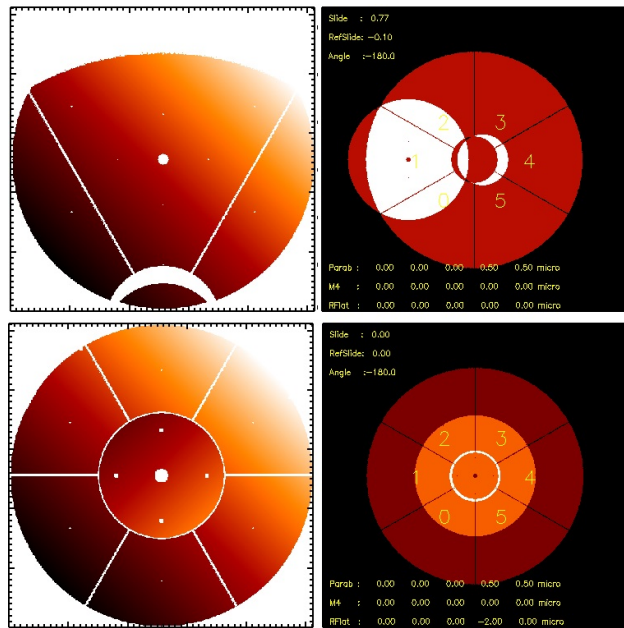 Slide : 0.77
RefSlide: -0.10
Angle :-180.0
2 3
1 4
0 5
Parab : 0.00 0.00 0.00 0.50 0.50 micro
M4 : 0.00 0.00 0.00 0.00 0.00 micro
RFlat : 0.00 0.00 0.00 0.00 0.00 micro
Slide : 0.00
RefSlide: 0.00
Angle :-180.0
2 3
1 4
0 5
Parab : 0.00 0.00 0.00 0.50 0.50 micro
M4 : 0.00 0.00 0.00 0.00 0.00 micro
RFlat : 0.00 0.00 0.00 -2.00 0.00 micro